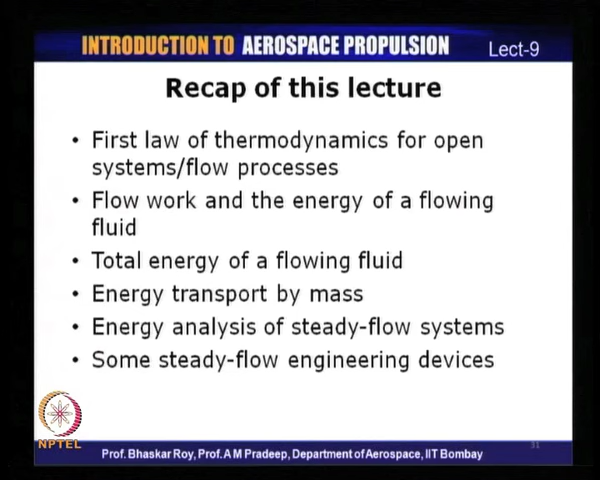 INTRODUCTION TO AEROSPACE PROPULSION Lect-9
Recap of this lecture
• First law of thermodynamics for open
systems/flow processes
• Flow work and the energy of a flowing
fluid
• Total energy of a flowing fluid
• Energy transport by mass
• Energy analysis of steady-flow systems
• Some steady-flow engineering devices
NPTEL
31
Prof. Bhaskar Roy, Prof. A M Pradeep, Department of Aerospace, IIT Bombay